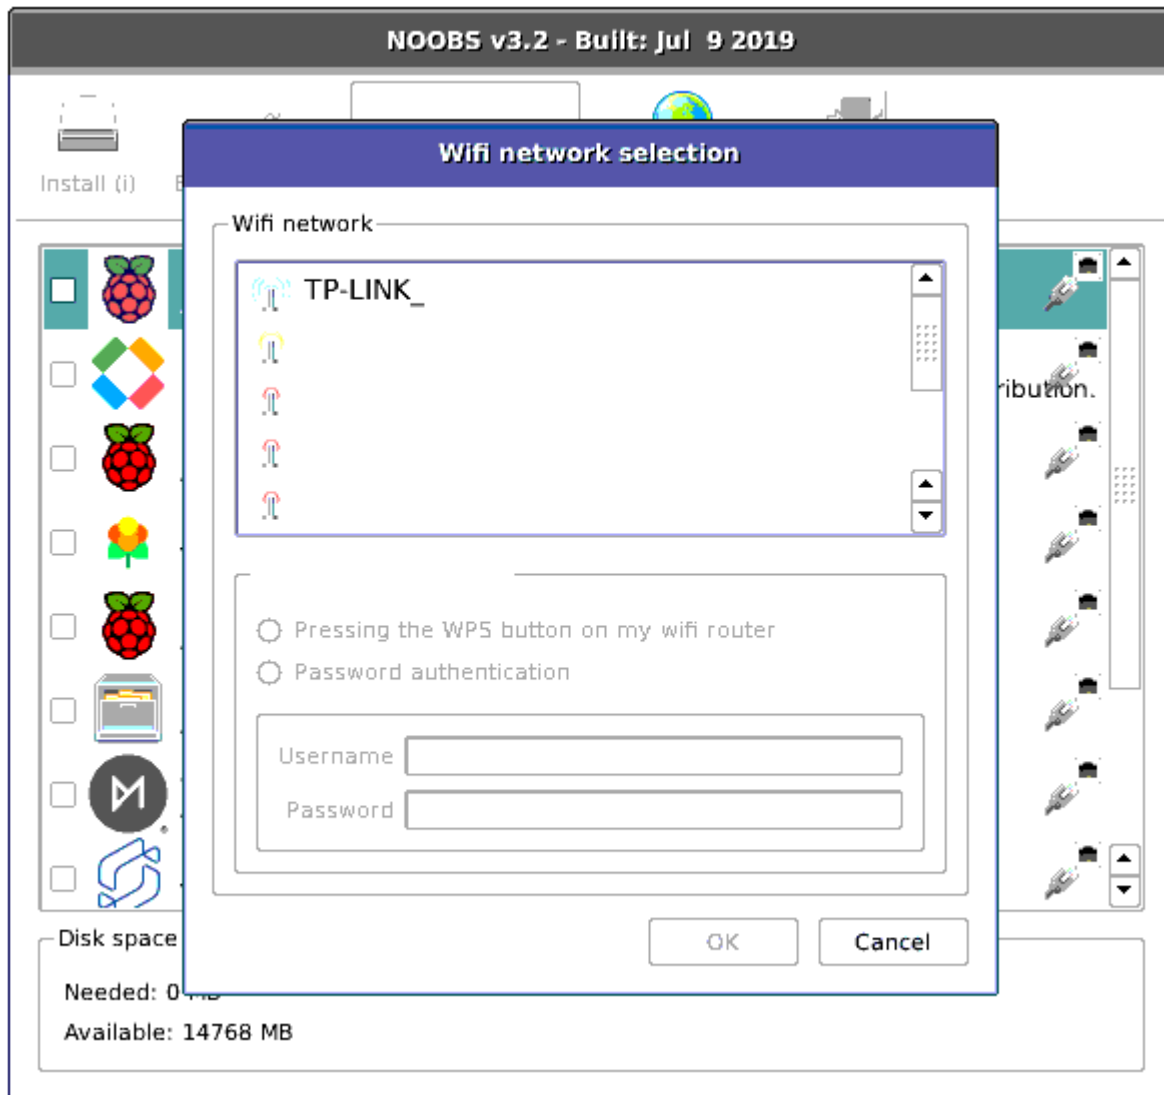 NOOBS v3.2 - Built: Jul 9 2019
Install (i)
Wifi network selection
Wifi network
TP-LINK_
ribution.
Pressing the WPS button on my wifi router
Password authentication
Username
Password
OK
Cancel
Disk space
Needed: 0 MB
Available: 14768 MB